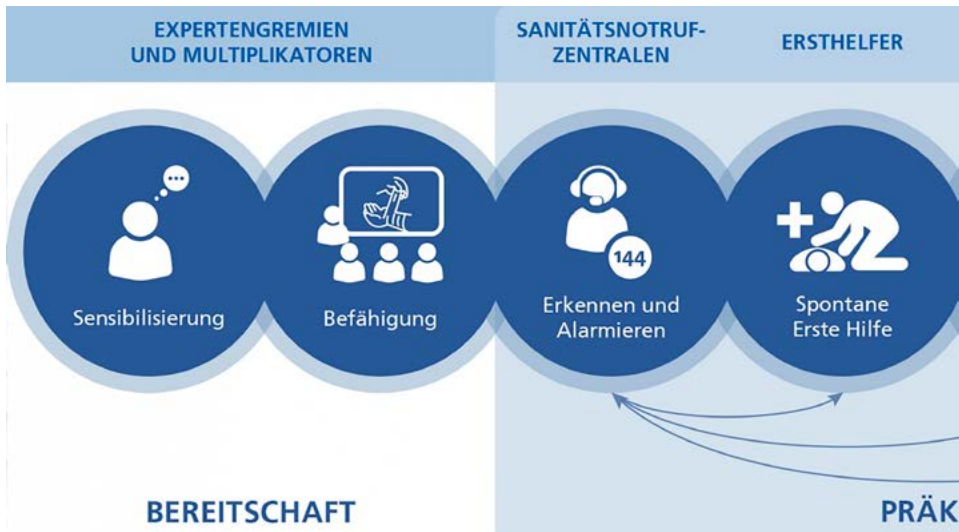 EXPERTENGREMIEN
UND MULTIPLIKATOREN
SANITÄTSNOTRUF-
ZENTRALEN
ERSTHELFER
Sensibilisierung
Befähigung
144
Erkennen und
Alarmieren
Spontane
Erste Hilfe
BEREITSCHAFT
PRÄK